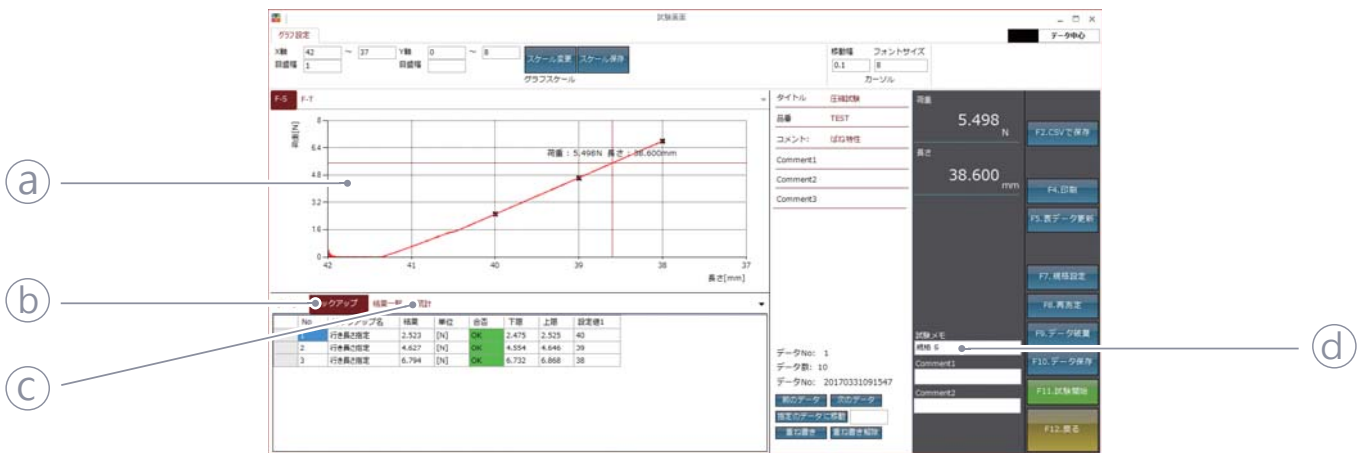 試験画面
グラフ設定
データ中心
X軸 42 ~ 37 Y軸 0 ~ 8
目盛幅 1 目盛幅
スケール変更 スケール保存
グラフスケール
移動幅 フォントサイズ
0.1 8
カーソル
F-S F-T
荷重[N]
8
6.4
4.8
3.2
1.6
0
荷重 : 5.498N 長さ : 38.600mm
42 41 40 39 38 37
長さ[mm]
タイトル 圧縮試験
品番 TEST
コメント: ばね特性
Comment1
Comment2
Comment3
荷重
5.498 N
長さ
38.600 mm
F2.CSVで保存
F4.印刷
F5.表データ更新
F7.規格設定
F8.再測定
F9.データ破棄
F10.データ保存
F11.試験開始
F12.戻る
ックアップ 結果一
No クアップ名 結果 単位 合否 下限 上限 設定値1
1 行き長さ指定 2.523 [N] OK 2.475 2.525 40
2 行き長さ指定 4.627 [N] OK 4.554 4.646 39
3 行き長さ指定 6.794 [N] OK 6.732 6.868 38
データNo: 1
データ数: 10
データNo: 20170331091547
前のデータ 次のデータ
指定のデータに移動
重ね書き 重ね書き解除
試験メモ
Comment1
Comment2
a
b
c
d